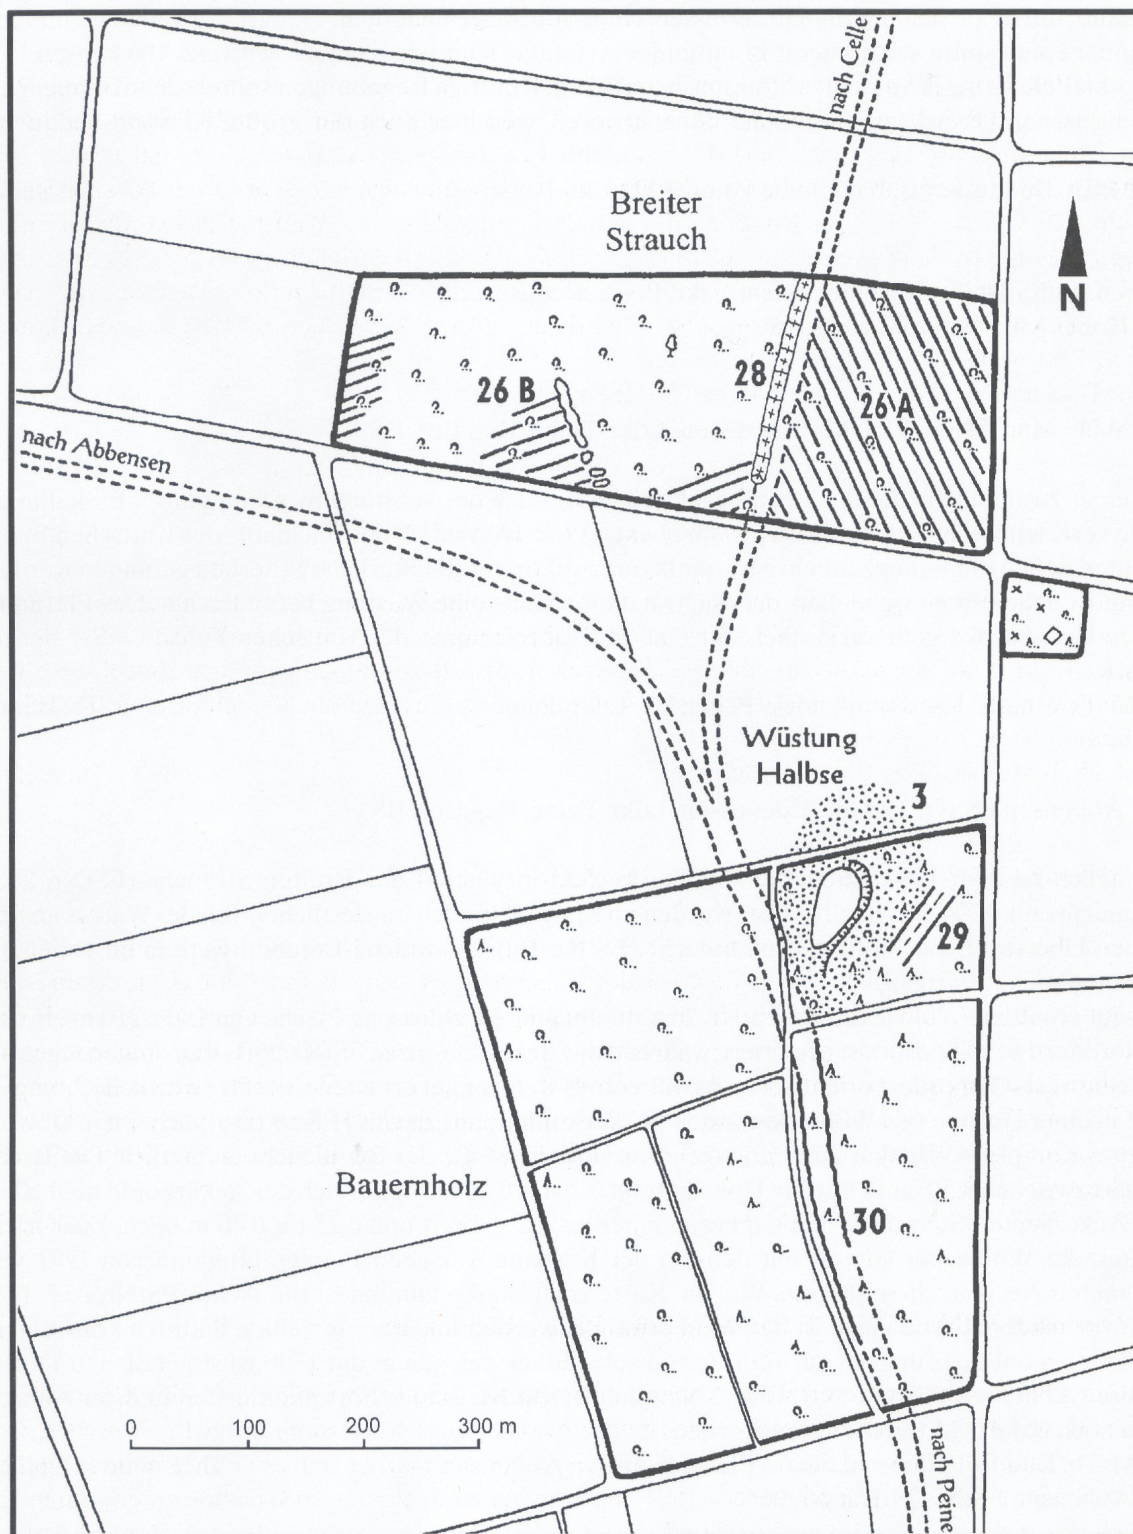 nach Celle
Breiter
Strauch
N
28
26 B
26 A
nach Abbensen
Wüstung
Halbse
3
29
Bauernholz
30
0 100 200 300 m
nach Peine